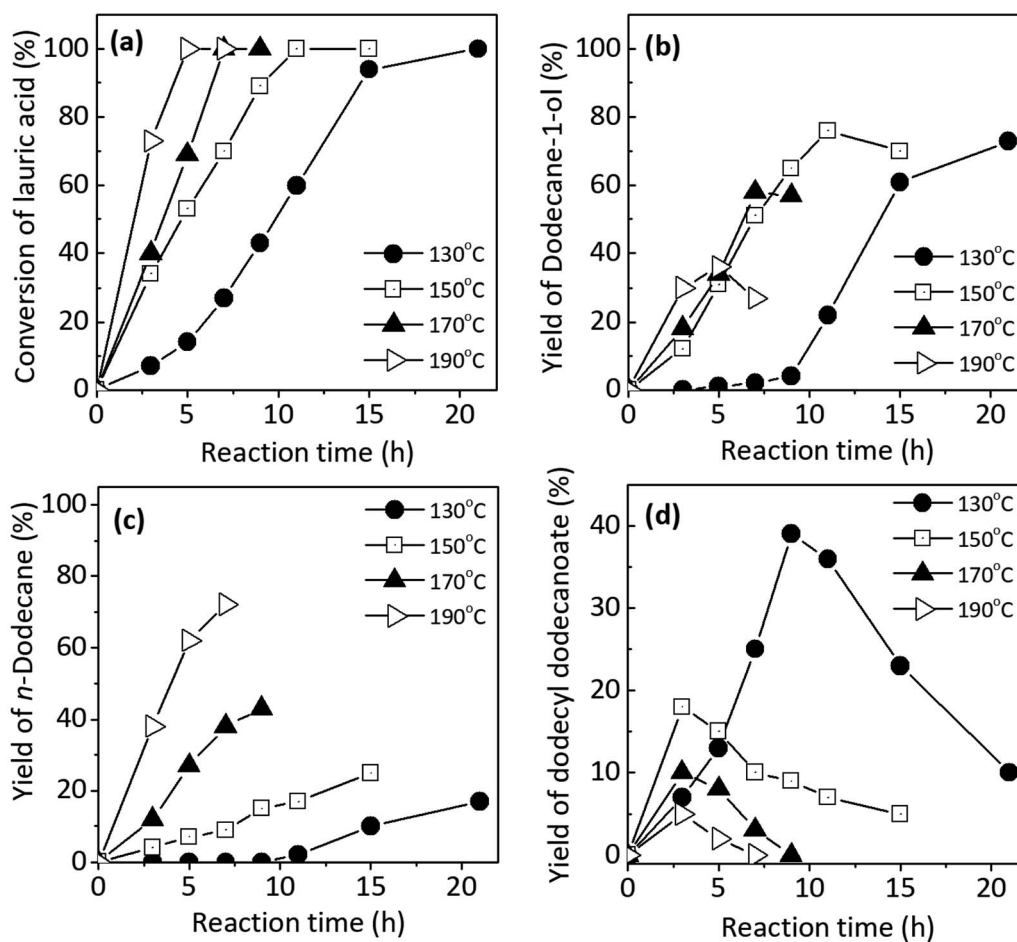 (a)
Conversion of lauric acid (%)
100
80
60
40
20
0
0 5 10 15 20
Reaction time (h)
130°C
150°C
170°C
190°C
(b)
Yield of Dodecane-1-ol (%)
100
80
60
40
20
0
0 5 10 15 20
Reaction time (h)
130°C
150°C
170°C
190°C
(c)
Yield of n-Dodecane (%)
100
80
60
40
20
0
0 5 10 15 20
Reaction time (h)
130°C
150°C
170°C
190°C
(d)
Yield of dodecyl dodecanoate (%)
40
30
20
10
0
0 5 10 15 20
Reaction time (h)
130°C
150°C
170°C
190°C